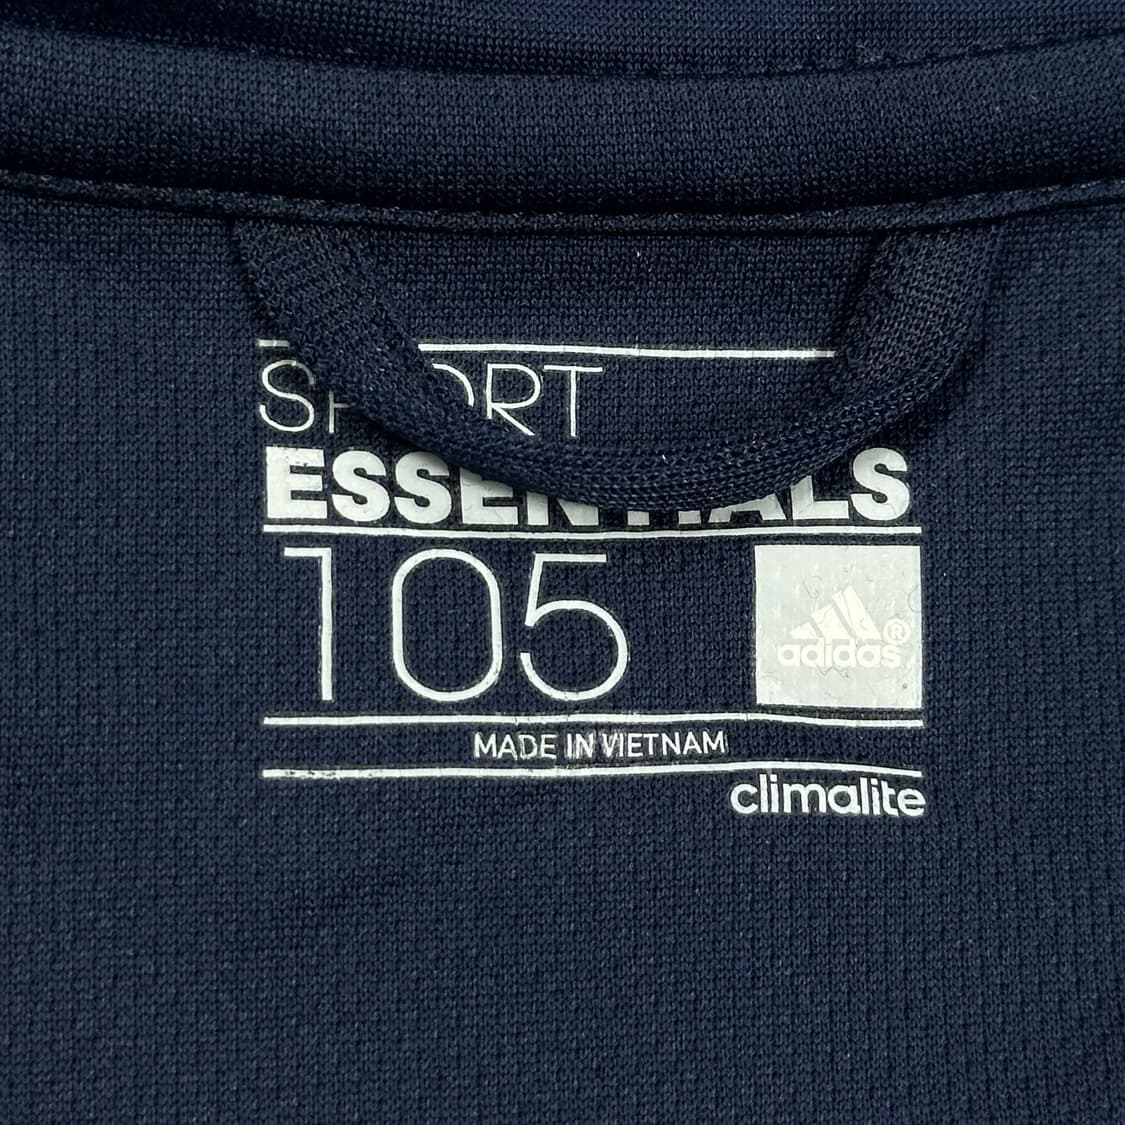 SPORT
ESSENTIALS
105
adidas®
MADE IN VIETNAM
climalite